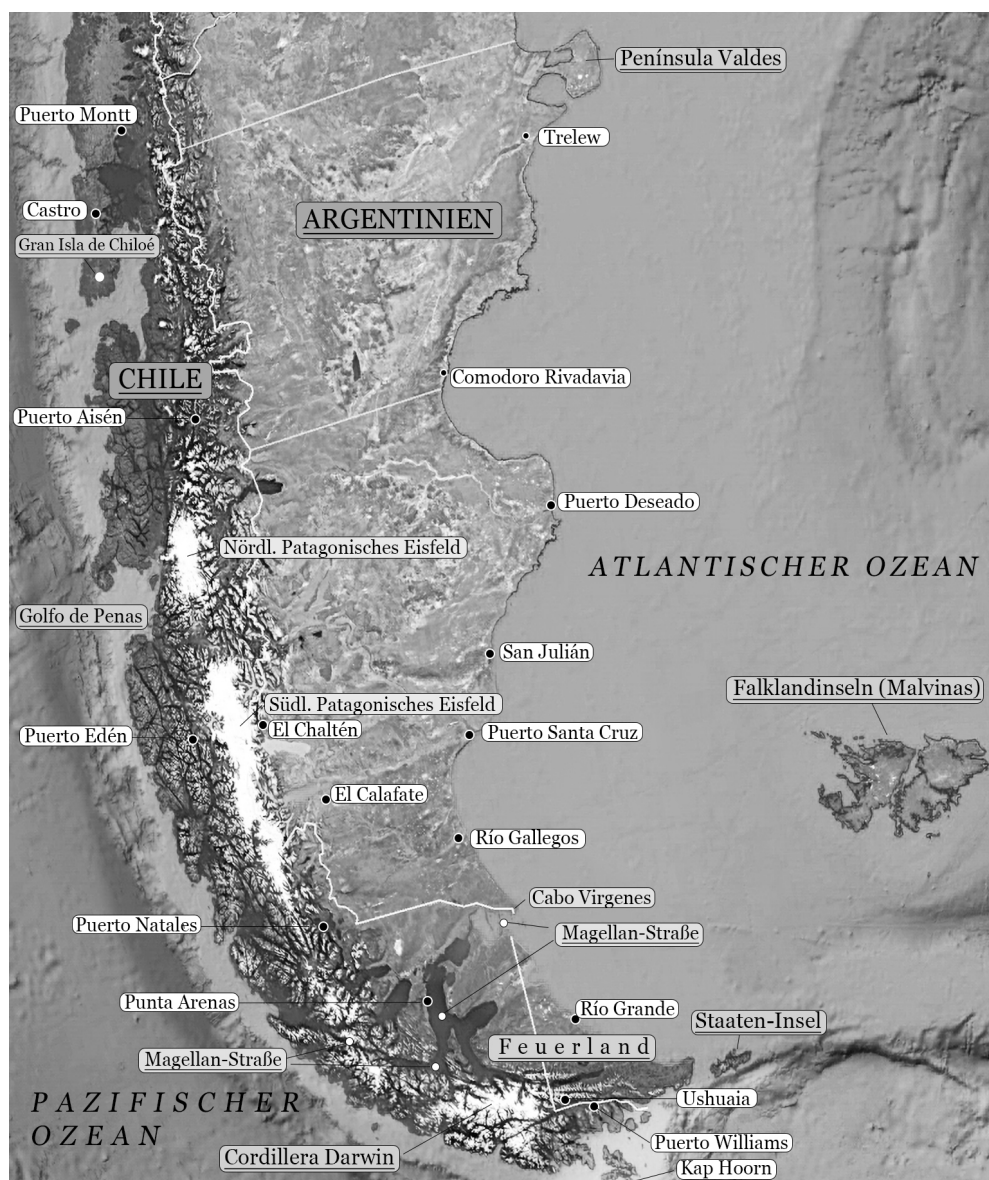 Península Valdes
Puerto Montt
Trelew
Castro
ARGENTINIEN
Gran Isla de Chiloé
CHILE
Comodoro Rivadavia
Puerto Aisén
Puerto Deseado
Nördl. Patagonisches Eisfeld
ATLANTISCHER OZEAN
Golfo de Penas
San Julián
Falklandinseln (Malvinas)
Südl. Patagonisches Eisfeld
El Chaltén
Puerto Edén
Puerto Santa Cruz
El Calafate
Río Gallegos
Cabo Virgenes
Puerto Natales
Magellan-Straße
Punta Arenas
Río Grande
Staaten-Insel
Feuerland
Magellan-Straße
Ushuaia
PAZIFISCHER
OZEAN
Puerto Williams
Cordillera Darwin
Kap Hoorn